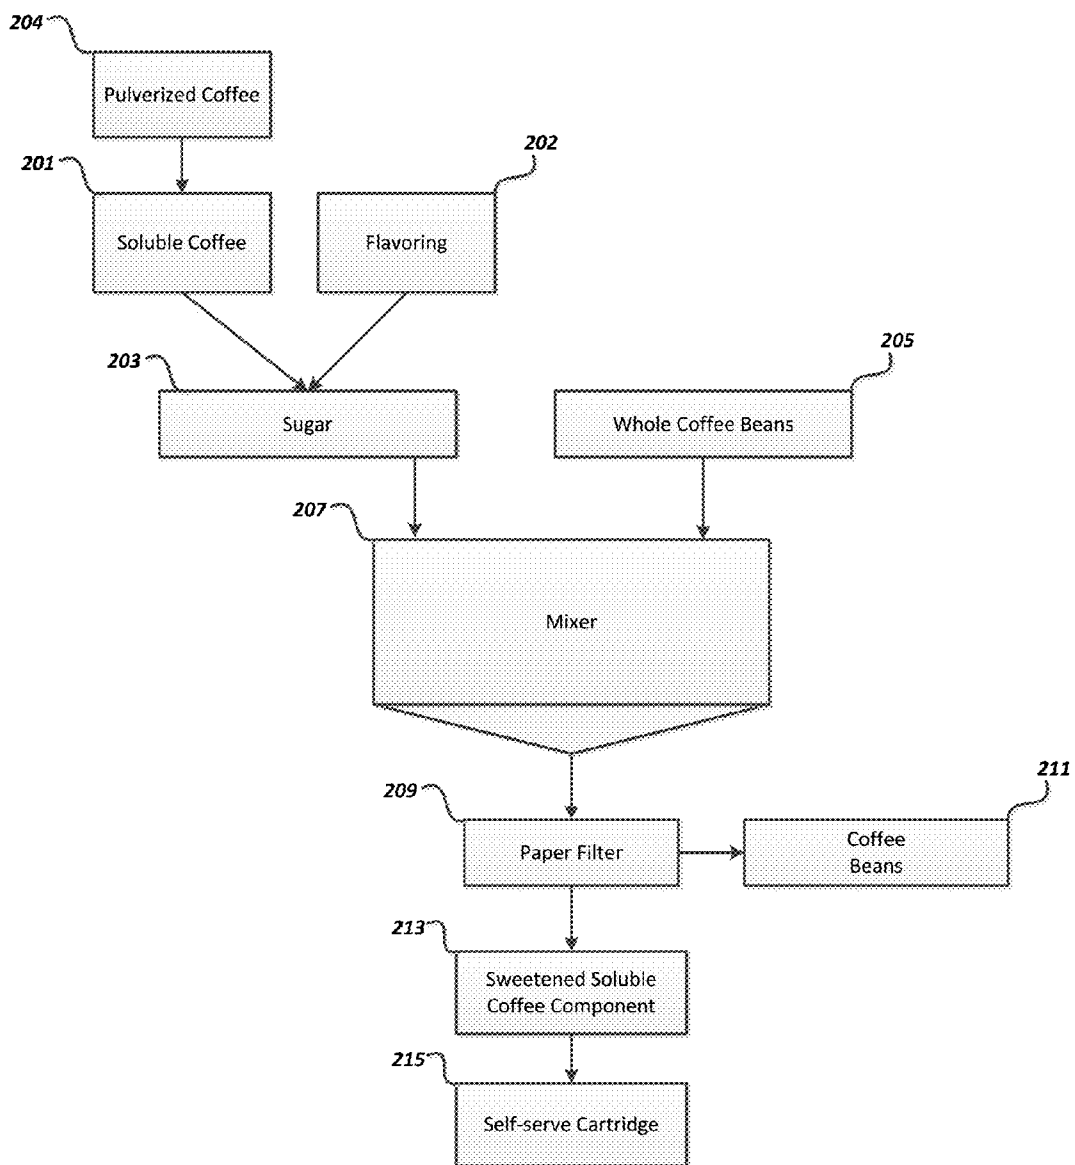 204
Pulverized Coffee
201
202
Soluble Coffee
Flavoring
203
205
Sugar
Whole Coffee Beans
207
Mixer
209
211
Paper Filter
Coffee
Beans
213
Sweetened Soluble
Coffee Component
215
Self-serve Cartridge